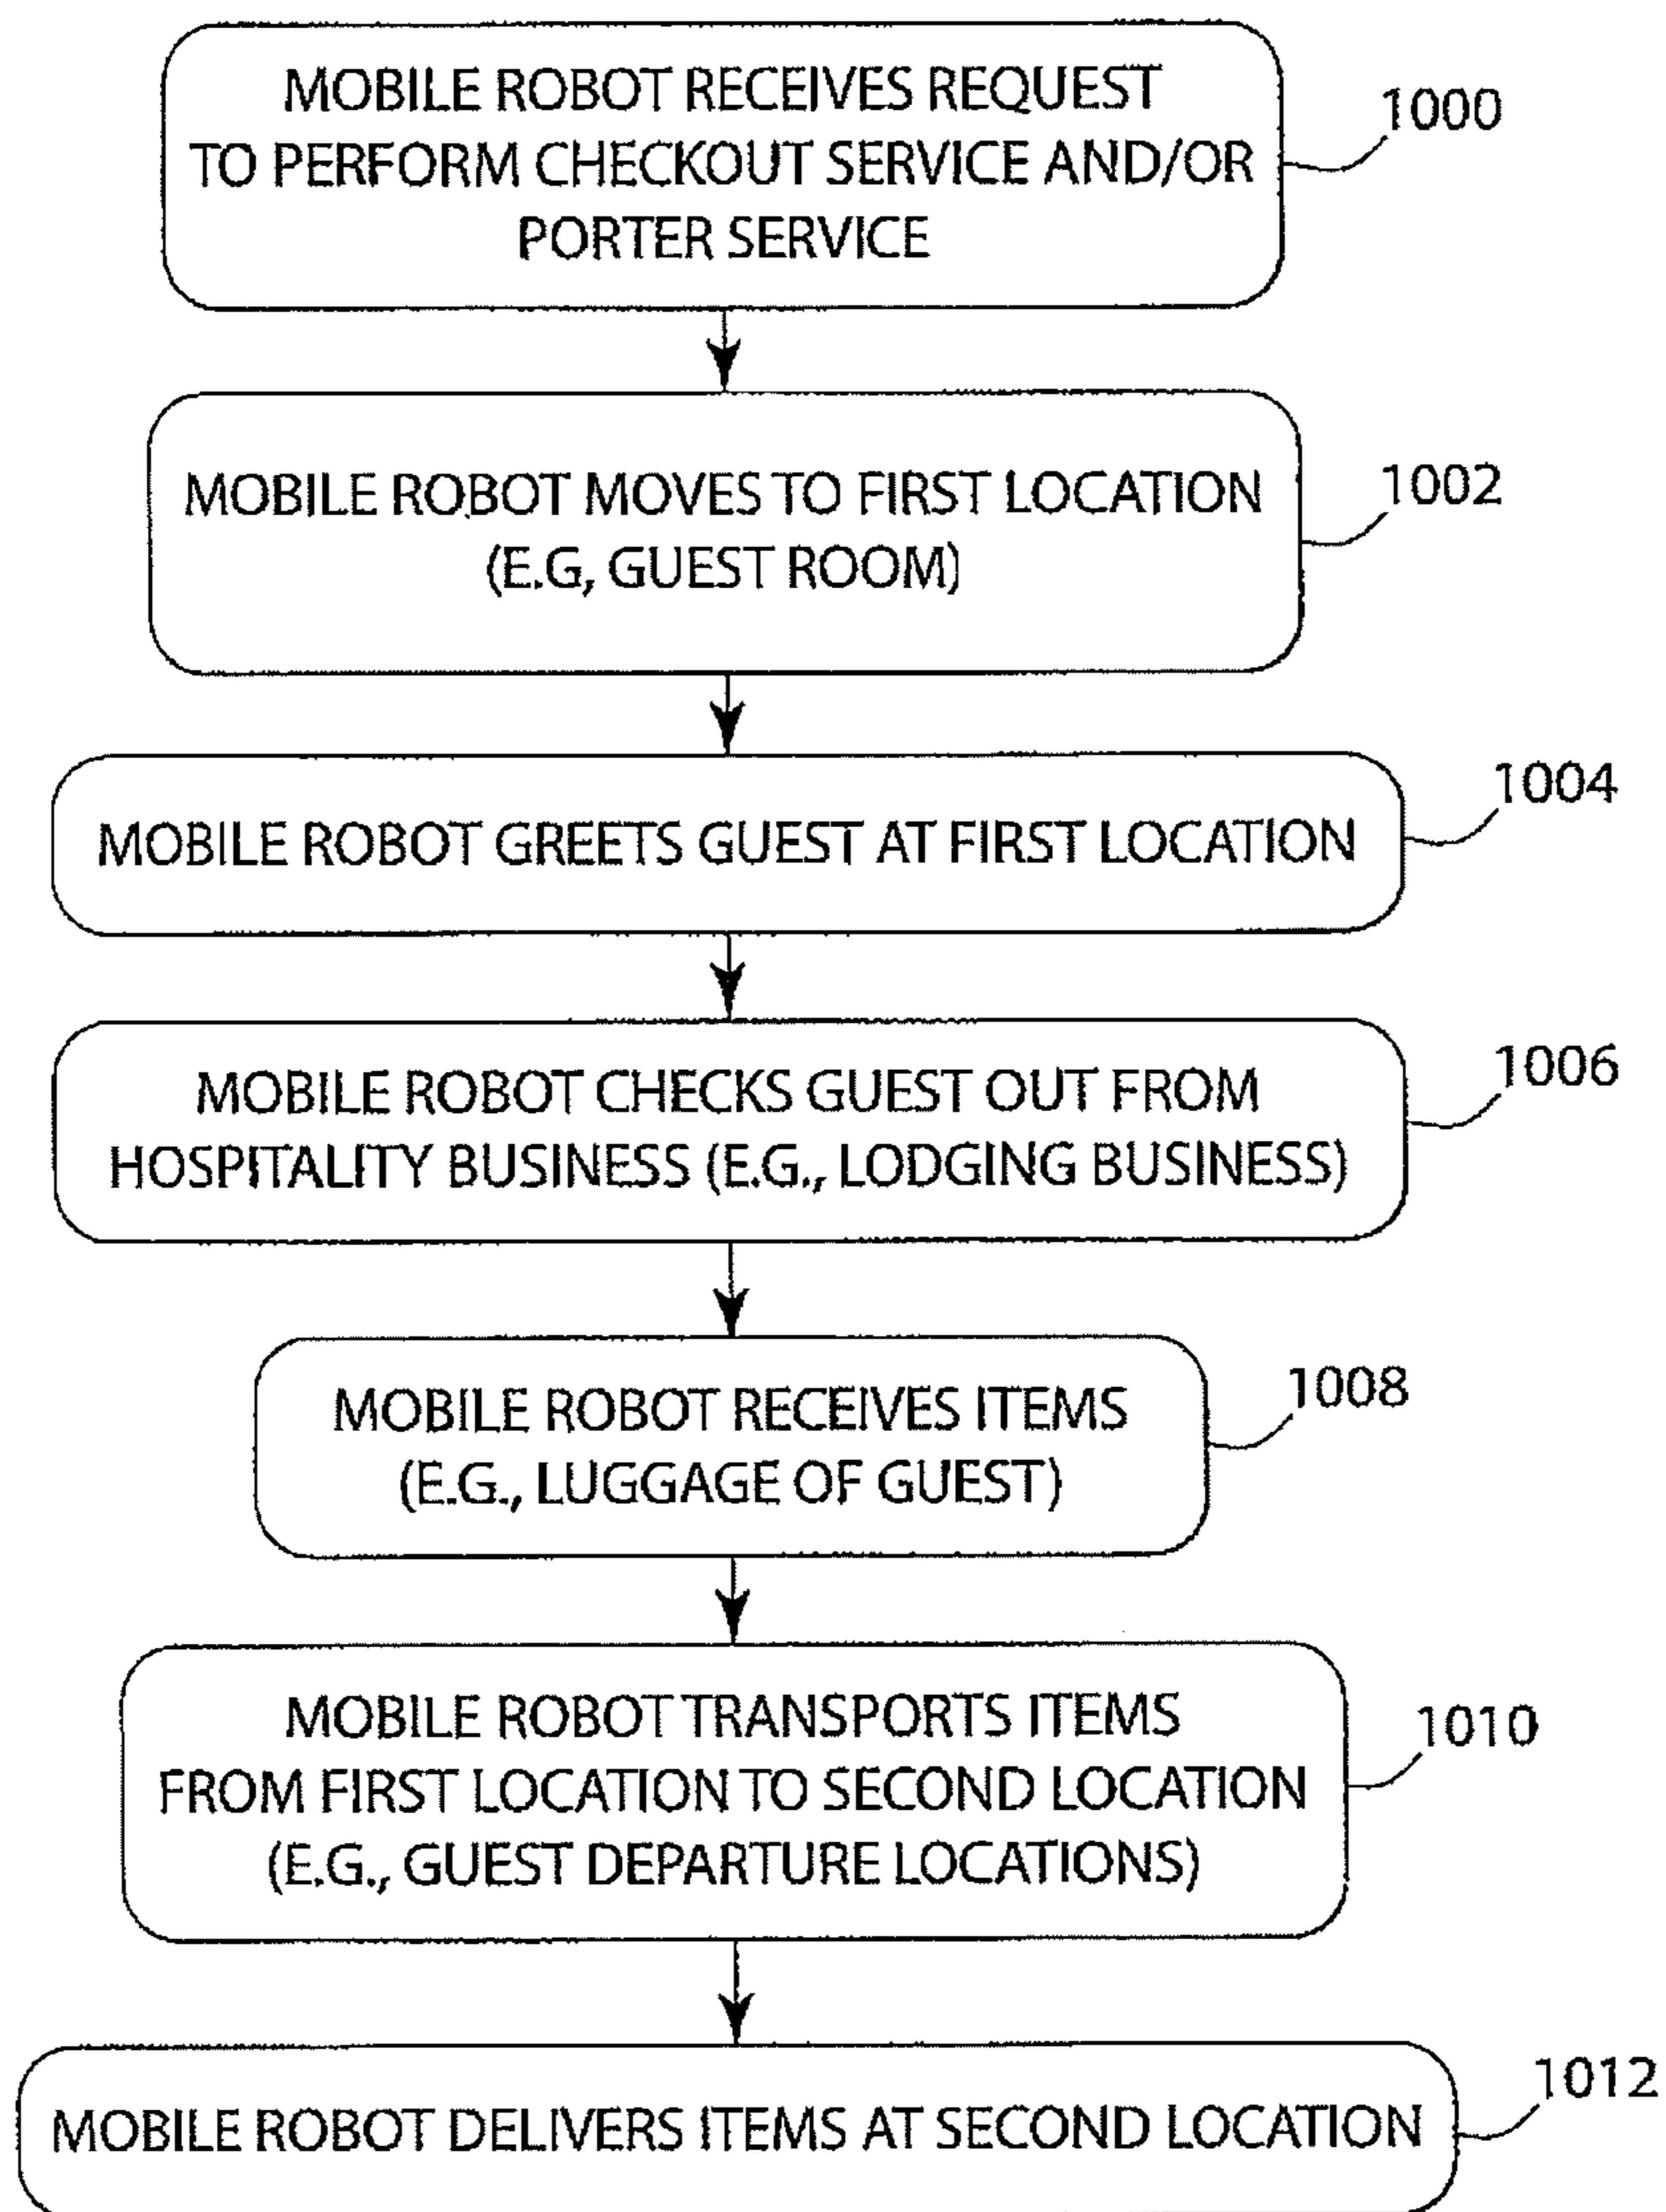 MOBILE ROBOT RECEIVES REQUEST
TO PERFORM CHECKOUT SERVICE AND/OR
PORTER SERVICE
1000
MOBILE ROBOT MOVES TO FIRST LOCATION
(E.G, GUEST ROOM)
1002
MOBILE ROBOT GREETS GUEST AT FIRST LOCATION
1004
MOBILE ROBOT CHECKS GUEST OUT FROM
HOSPITALITY BUSINESS (E.G., LODGING BUSINESS)
1006
MOBILE ROBOT RECEIVES ITEMS
(E.G., LUGGAGE OF GUEST)
1008
MOBILE ROBOT TRANSPORTS ITEMS
FROM FIRST LOCATION TO SECOND LOCATION
(E.G., GUEST DEPARTURE LOCATIONS)
1010
MOBILE ROBOT DELIVERS ITEMS AT SECOND LOCATION
1012